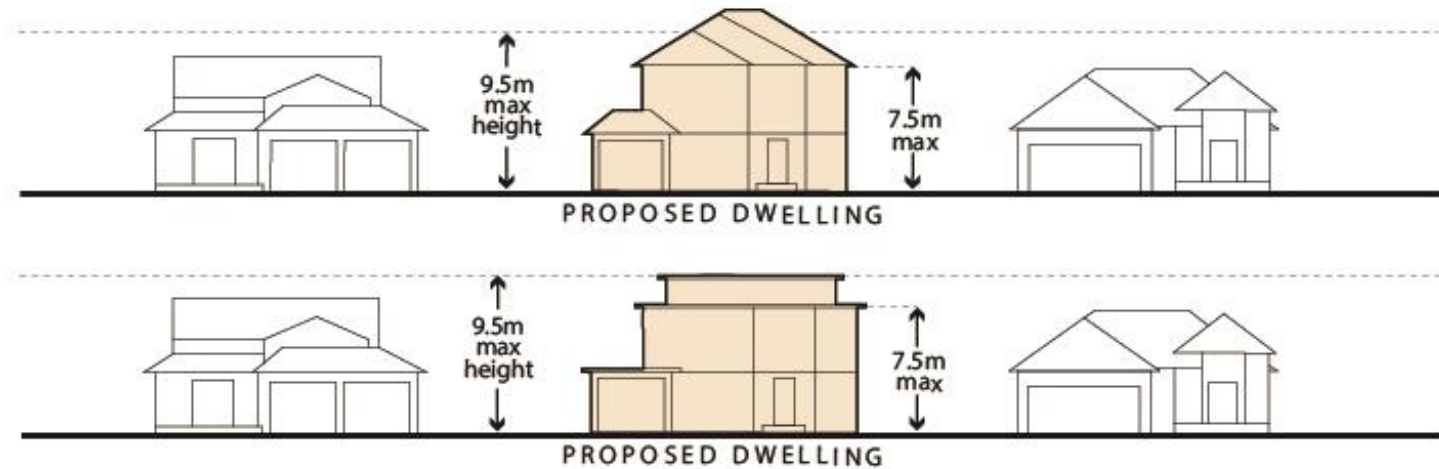 9.5m
max
height
7.5m
max
PROPOSED DWELLING
9.5m
max
height
7.5m
max
PROPOSED DWELLING